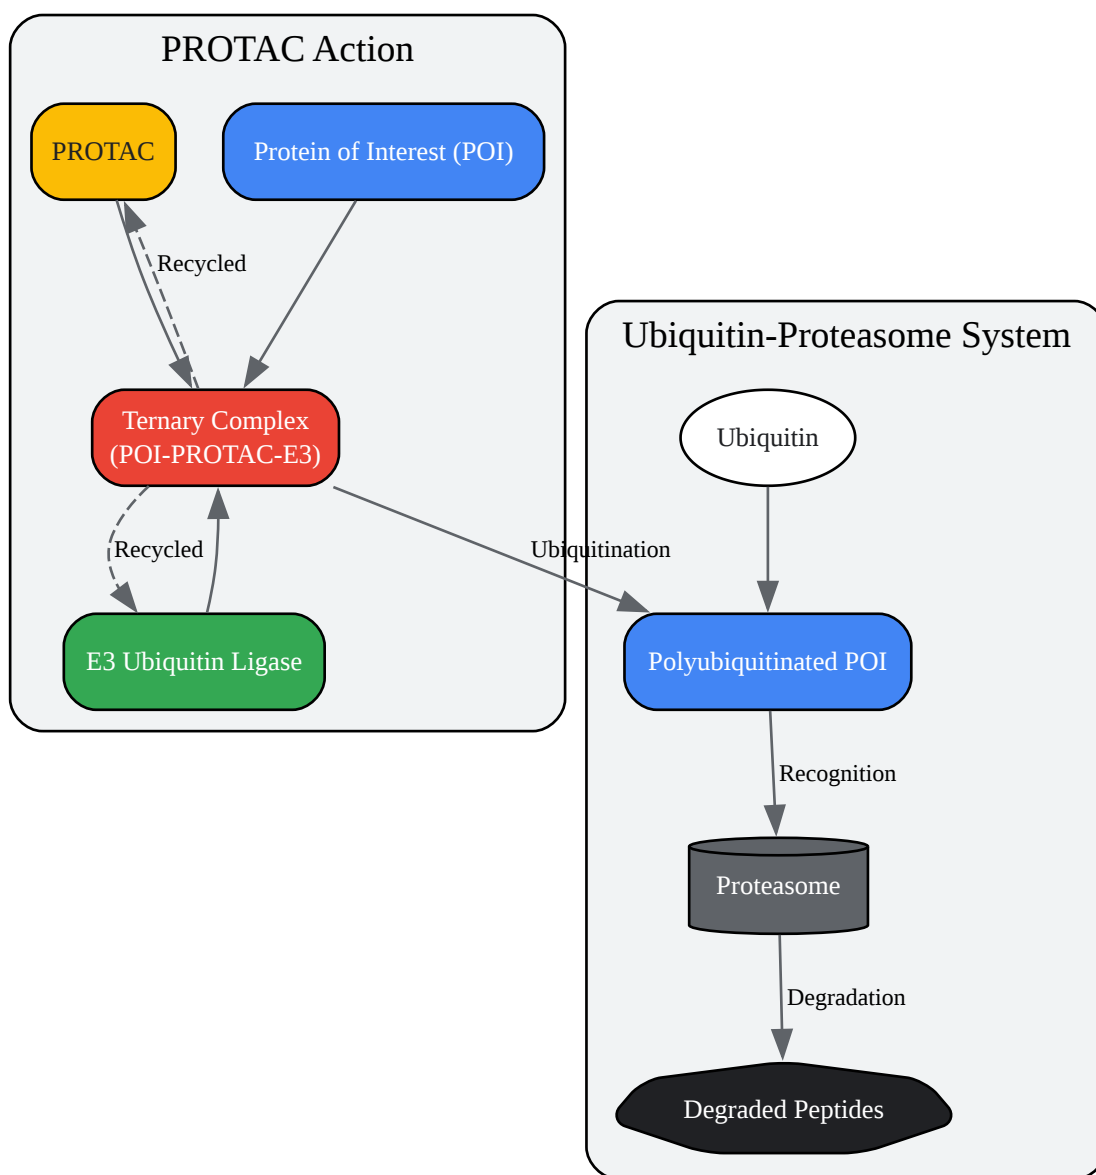 PROTAC Action
PROTAC
Protein of Interest (POI)
Recycled
Ternary Complex
(POI-PROTAC-E3)
Recycled
E3 Ubiquitin Ligase
Ubiquitination
Ubiquitin-Proteasome System
Ubiquitin
Polyubiquitinated POI
Recognition
Proteasome
Degradation
Degraded Peptides